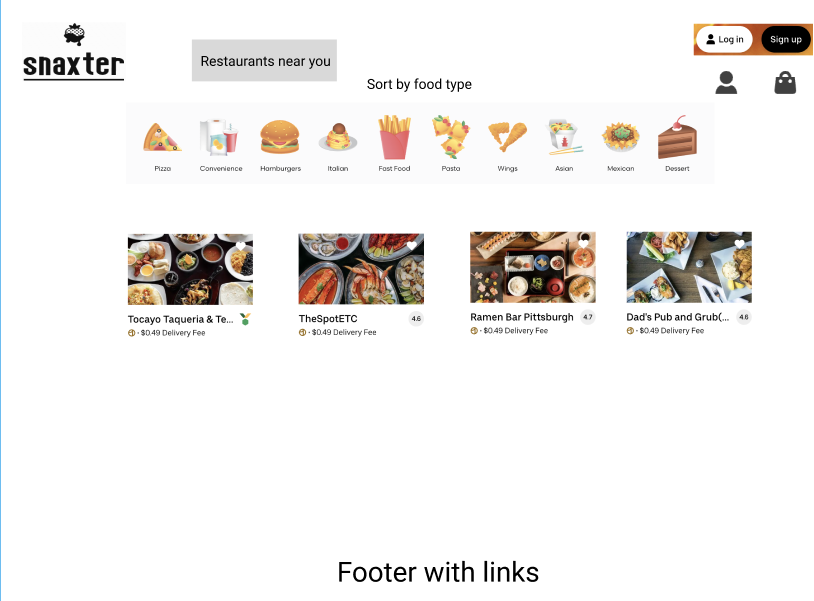 snaxter
Log in
Sign up
Restaurants near you
Sort by food type
Pizza
Convenience
Hamburgers
Italian
Fast Food
Pasta
Wings
Asian
Mexican
Dessert
Tocayo Taqueria & Te...
· $0.49 Delivery Fee
TheSpotETC 4.6
· $0.49 Delivery Fee
Ramen Bar Pittsburgh 4.7
· $0.49 Delivery Fee
Dad's Pub and Grub(... 4.6
· $0.49 Delivery Fee
Footer with links